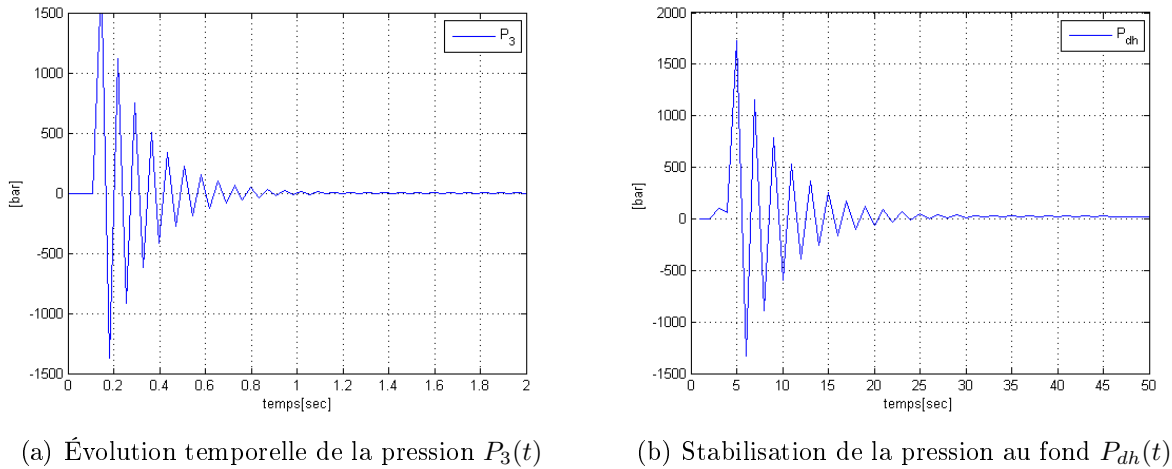 1500
1000
500
0
-500
-1000
-1500
[bar]
P3
0 0.2 0.4 0.6 0.8 1 1.2 1.4 1.6 1.8 2
temps[sec]
2000
1500
1000
500
0
-500
-1000
-1500
[bar]
Pdh
0 5 10 15 20 25 30 35 40 45 50
temps[sec]
(a) Évolution temporelle de la pression P3(t)
(b) Stabilisation de la pression au fond Pdh(t)